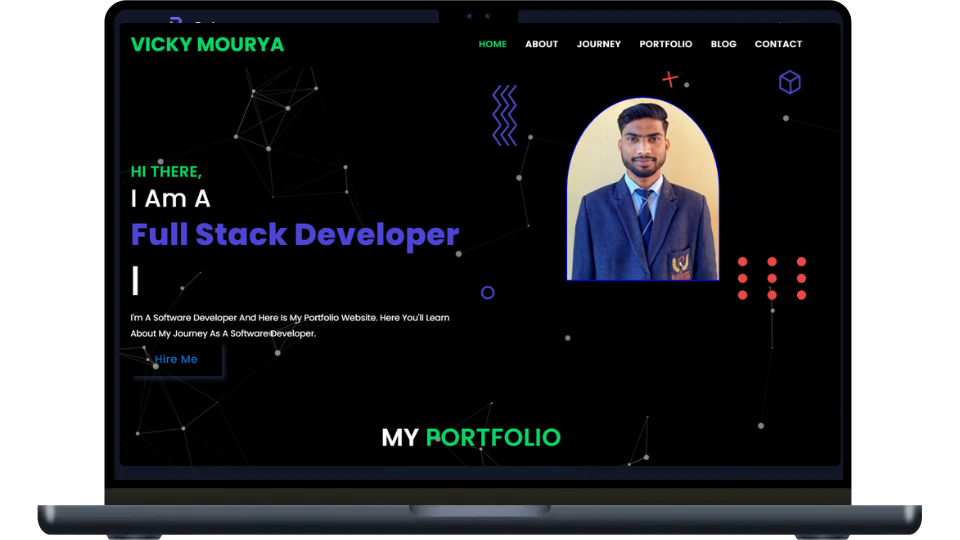 VICKY MOURYA
HOME ABOUT JOURNEY PORTFOLIO BLOG CONTACT
HI THERE,
I Am A
Full Stack Developer
I'm A Software Developer And Here Is My Portfolio Website. Here You'll Learn
About My Journey As A Software Developer.
Hire Me
MY PORTFOLIO